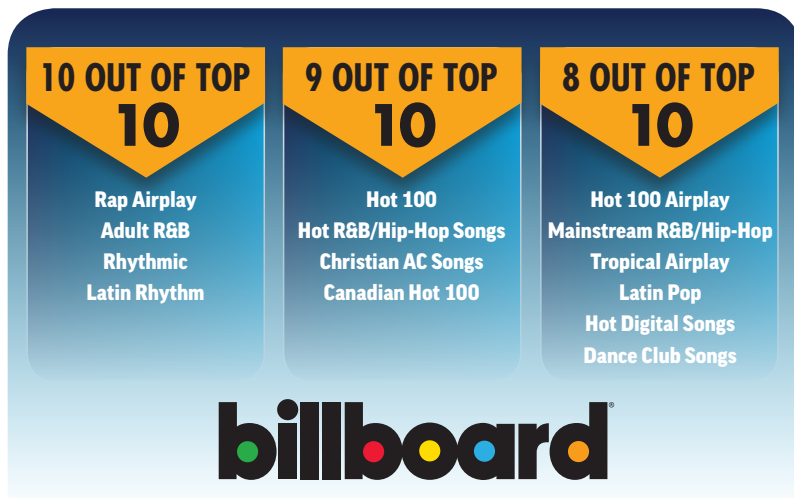 10 OUT OF TOP
10
Rap Airplay
Adult R&B
Rhythmic
Latin Rhythm
9 OUT OF TOP
10
Hot 100
Hot R&B/Hip-Hop Songs
Christian AC Songs
Canadian Hot 100
8 OUT OF TOP
10
Hot 100 Airplay
Mainstream R&B/Hip-Hop
Tropical Airplay
Latin Pop
Hot Digital Songs
Dance Club Songs
billboard®